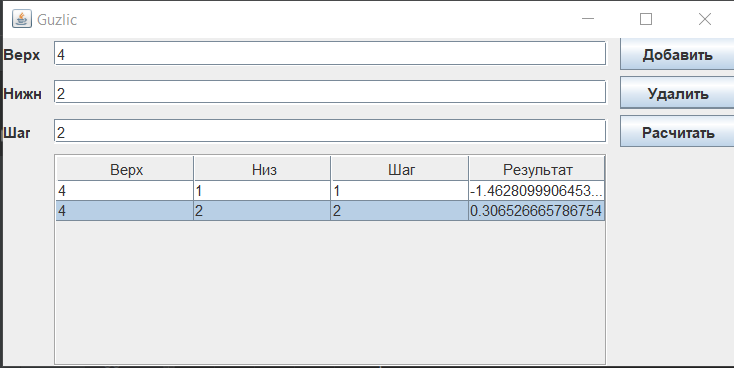 Guzlic
Верх 4 Добавить
Нижн 2 Удалить
Шаг 2 Расчитать
Верх Низ Шаг Результат
4 1 1 -1.4628099906453...
4 2 2 0.306526665786754